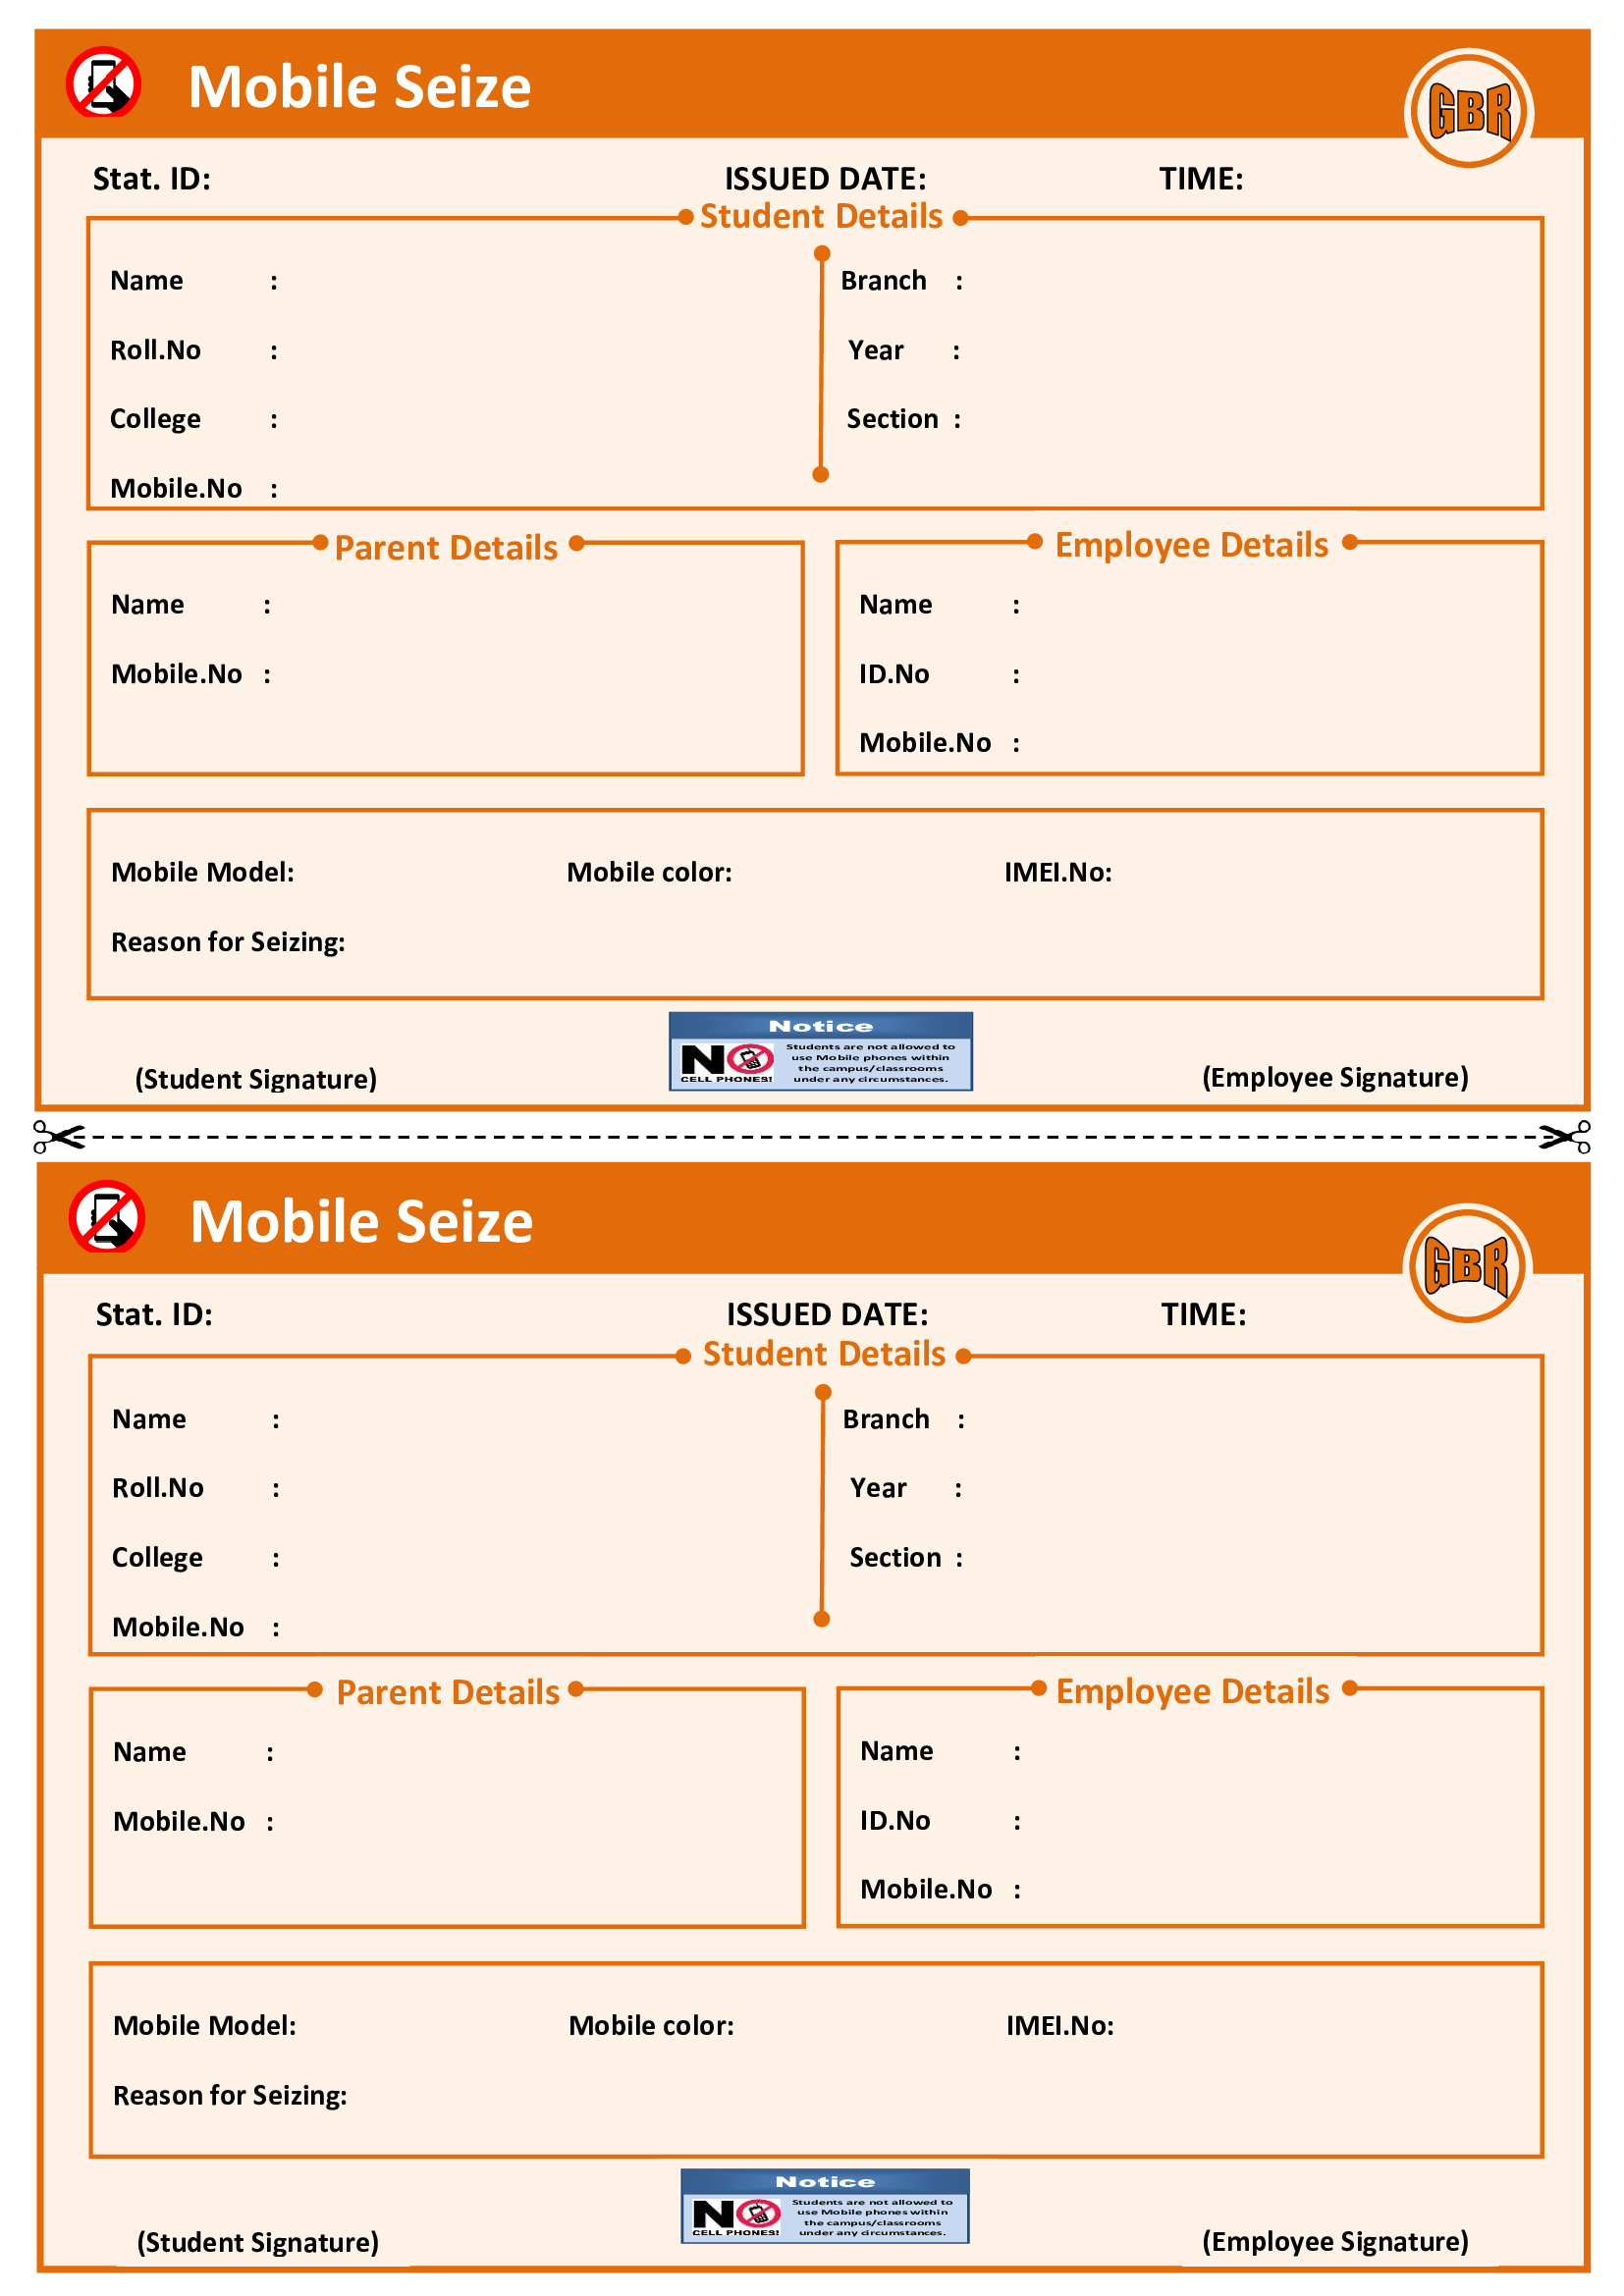 Mobile Seize
GBR
Stat. ID: ISSUED DATE: TIME:
Student Details
Name : Branch :
Roll.No : Year :
College : Section :
Mobile.No :
Parent Details Employee Details
Name : Name :
Mobile.No : ID.No :
Mobile.No :
Mobile Model: Mobile color: IMEI.No:
Reason for Seizing:
Notice
NO
CELL PHONES!
Students are not allowed to
use Mobile phones within
the campus/classrooms
under any circumstances.
(Student Signature) (Employee Signature)
Mobile Seize
GBR
Stat. ID: ISSUED DATE: TIME:
Student Details
Name : Branch :
Roll.No : Year :
College : Section :
Mobile.No :
Parent Details Employee Details
Name : Name :
Mobile.No : ID.No :
Mobile.No :
Mobile Model: Mobile color: IMEI.No:
Reason for Seizing:
Notice
NO
CELL PHONES!
Students are not allowed to
use Mobile phones within
the campus/classrooms
under any circumstances.
(Student Signature) (Employee Signature)